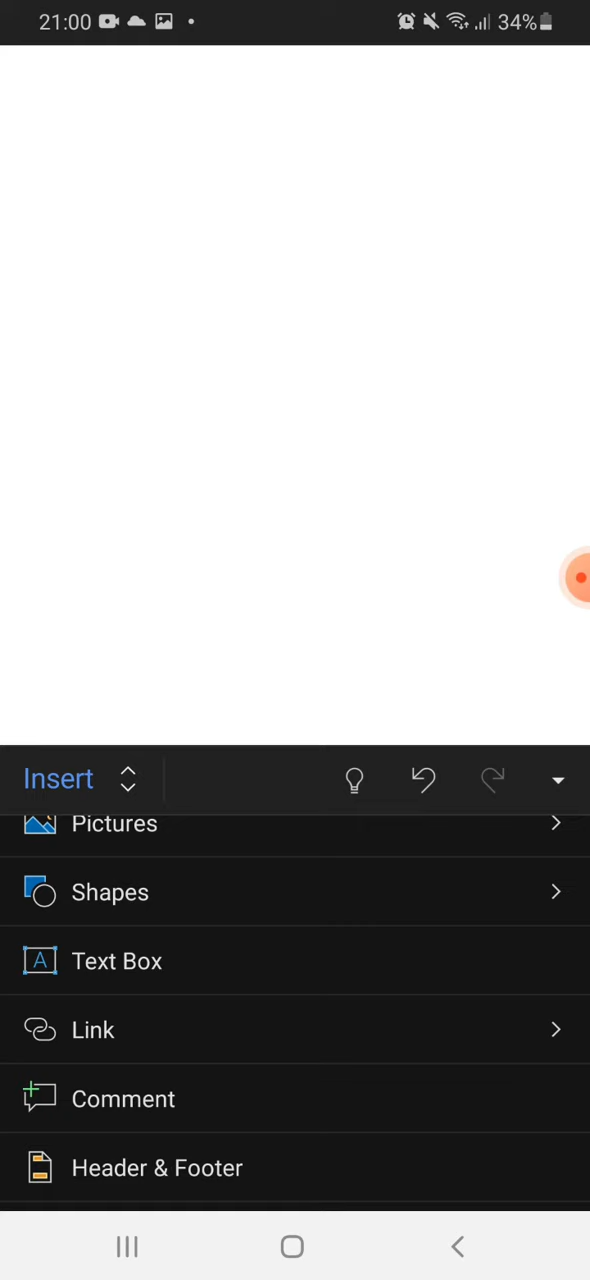 21:00 34%
Insert
Pictures
Shapes
A Text Box
Link
Comment
Header & Footer